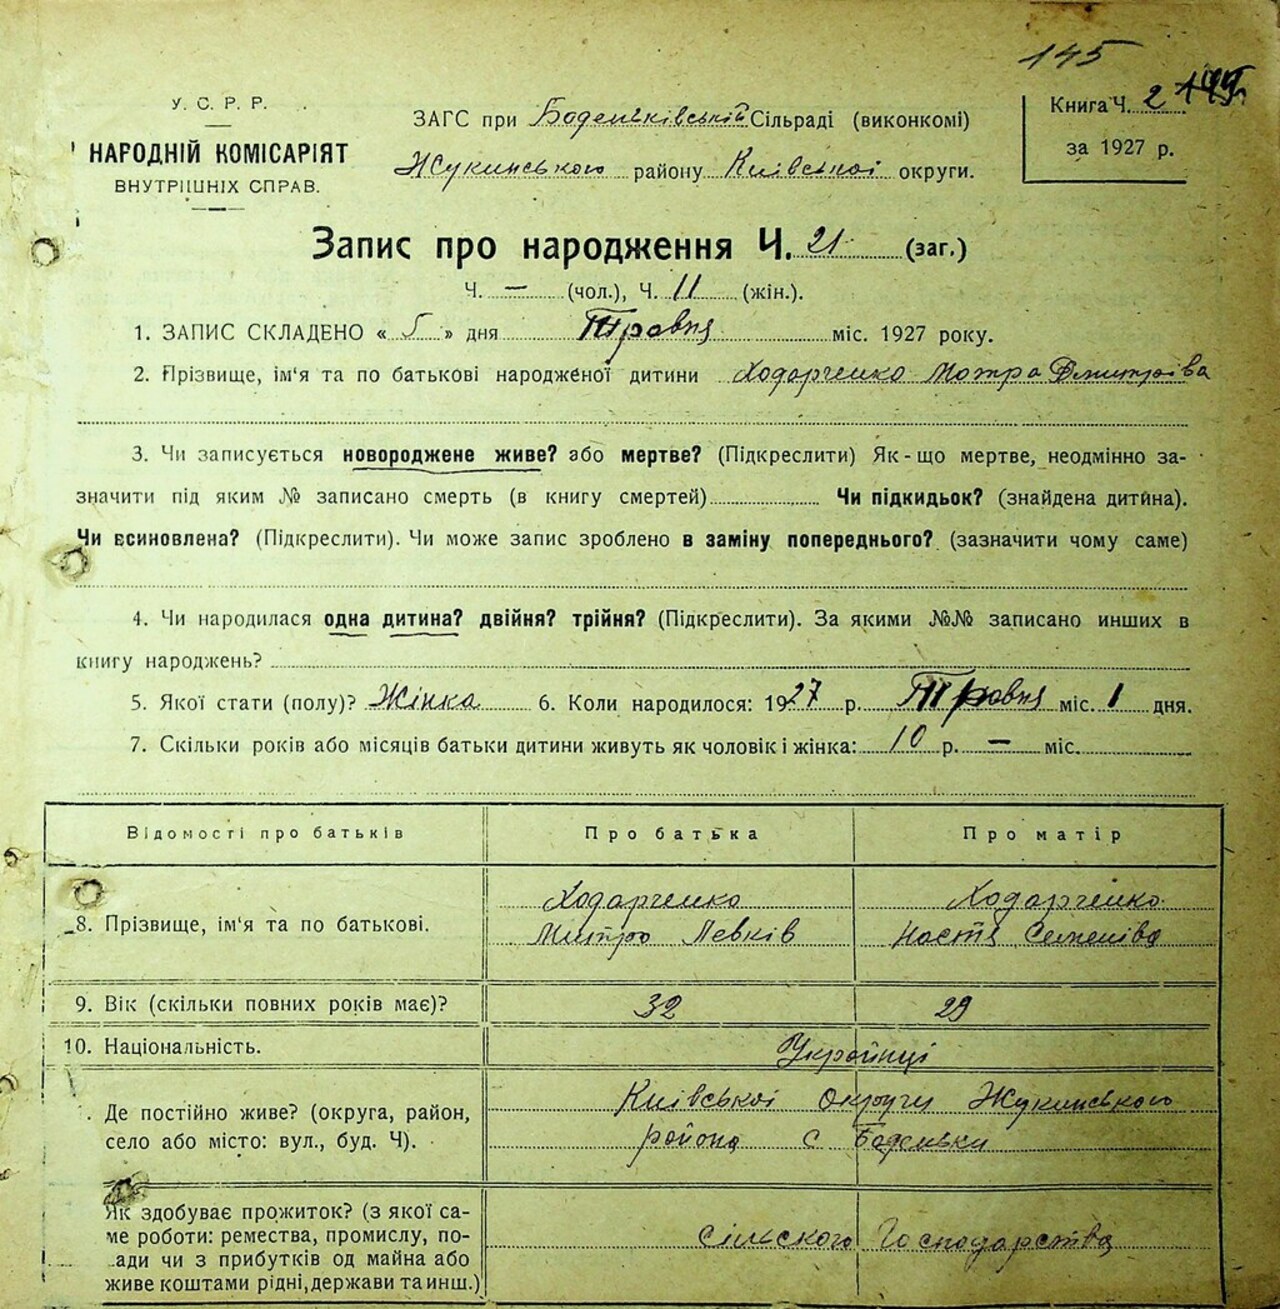 145
У. С. Р. Р.
НАРОДНІЙ КОМІСАРІЯТ
ВНУТРІШНІХ СПРАВ.
ЗАГС при Боденьківській Сільраді (виконкомі)
Жукинського району Київської округи.
Книга Ч. 2
за 1927 р.
Запис про народження Ч. 21 (заг.)
Ч. — (чол.), Ч. 11 (жін.).
1. ЗАПИС СКЛАДЕНО « 5 » дня Травня міс. 1927 року.
2. Прізвище, ім'я та по батькові народженої дитини Ходарченко Мотра Дмитрівa
3. Чи записується новороджене живе? або мертве? (Підкреслити) Як-що мертве, неодмінно за-
значити під яким № записано смерть (в книгу смертей) Чи підкидьок? (знайдена дитина).
Чи всиновлена? (Підкреслити). Чи може запис зроблено в заміну попереднього? (зазначити чому саме)
4. Чи народилася одна дитина? двійня? трійня? (Підкреслити). За якими №№ записано инших в
книгу народжень?
5. Якої стати (полу)? Жінка 6. Коли народилося: 1927 р. Травня міс. 1 дня.
7. Скільки років або місяців батьки дитини живуть як чоловік і жінка: 10 р. — міс.
Відомості про батьків Про батька Про матір
8. Прізвище, ім'я та по батькові. Ходарченко Ходарченко
Митро Левків Настя Семенівa
9. Вік (скільки повних років має)? 32 29
10. Національність. Українці
Де постійно живе? (округа, район,
село або місто: вул., буд. Ч). Київської Округи Жукинського
района с Боденьки
Як здобуває прожиток? (з якої са-
ме роботи: ремества, промислу, по-
ади чи з прибутків од майна або
живе коштами рідні, держави та инш.) Сільского Господарства